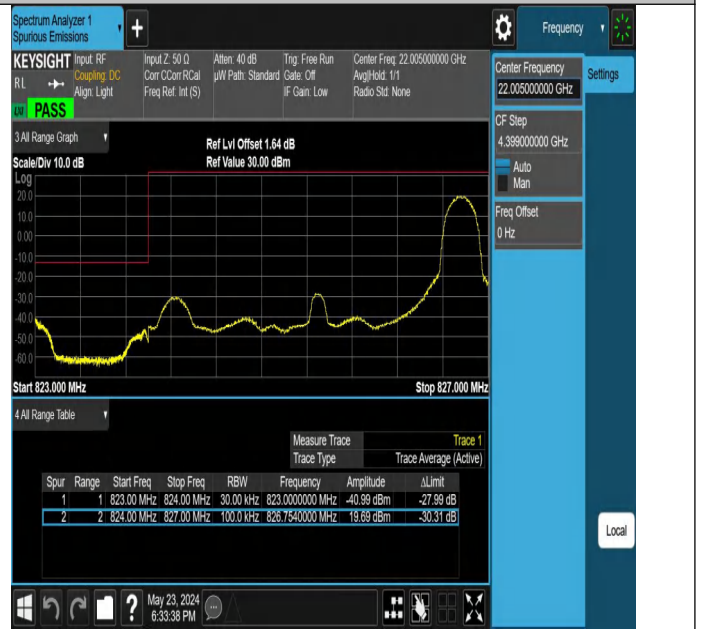 Spectrum Analyzer 1
Spurious Emissions
Frequency
KEYSIGHT
RL
Input: RF
Coupling: DC
Align: Light
Input Z: 50 Ω
Corr CCorr RCal
Freq Ref: Int (S)
Atten: 40 dB
µW Path: Standard
Trig: Free Run
Gate: Off
IF Gain: Low
Center Freq: 22.005000000 GHz
Avg|Hold: 1/1
Radio Std: None
PASS
Center Frequency
22.005000000 GHz
Settings
CF Step
4.399000000 GHz
Auto
Man
Freq Offset
0 Hz
3 All Range Graph
Scale/Div 10.0 dB
Ref Lvl Offset 1.64 dB
Ref Value 30.00 dBm
Log
20.0
10.0
0.00
-10.0
-20.0
-30.0
-40.0
-50.0
-60.0
Start 823.000 MHz Stop 827.000 MHz
4 All Range Table
Measure Trace Trace 1
Trace Type Trace Average (Active)
Spur Range Start Freq Stop Freq RBW Frequency Amplitude ΔLimit
1 1 823.00 MHz 824.00 MHz 30.00 kHz 823.0000000 MHz -40.99 dBm -27.99 dB
2 2 824.00 MHz 827.00 MHz 100.0 kHz 826.7540000 MHz 19.69 dBm -30.31 dB
Local
?
May 23, 2024
6:33:38 PM